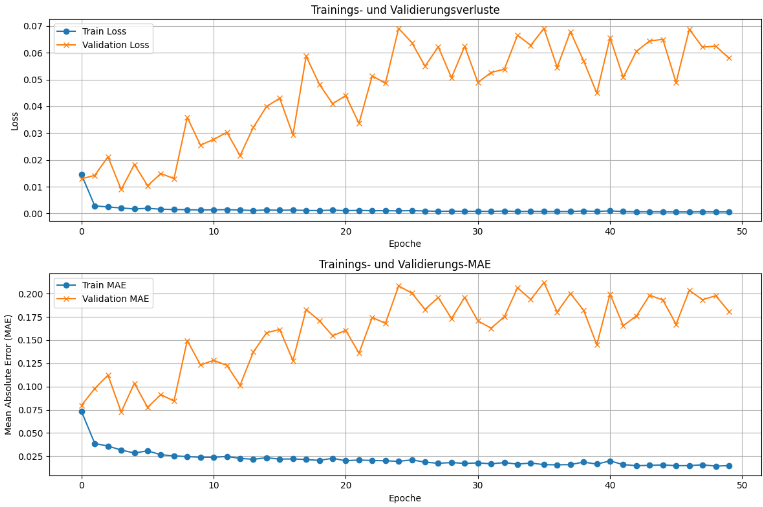 Trainings- und Validierungsverluste
Train Loss
Validation Loss
0.07
0.06
0.05
0.04
0.03
0.02
0.01
0.00
Loss
0 10 20 30 40 50
Epoche
Trainings- und Validierungs-MAE
Train MAE
Validation MAE
0.200
0.175
0.150
0.125
0.100
0.075
0.050
0.025
Mean Absolute Error (MAE)
0 10 20 30 40 50
Epoche